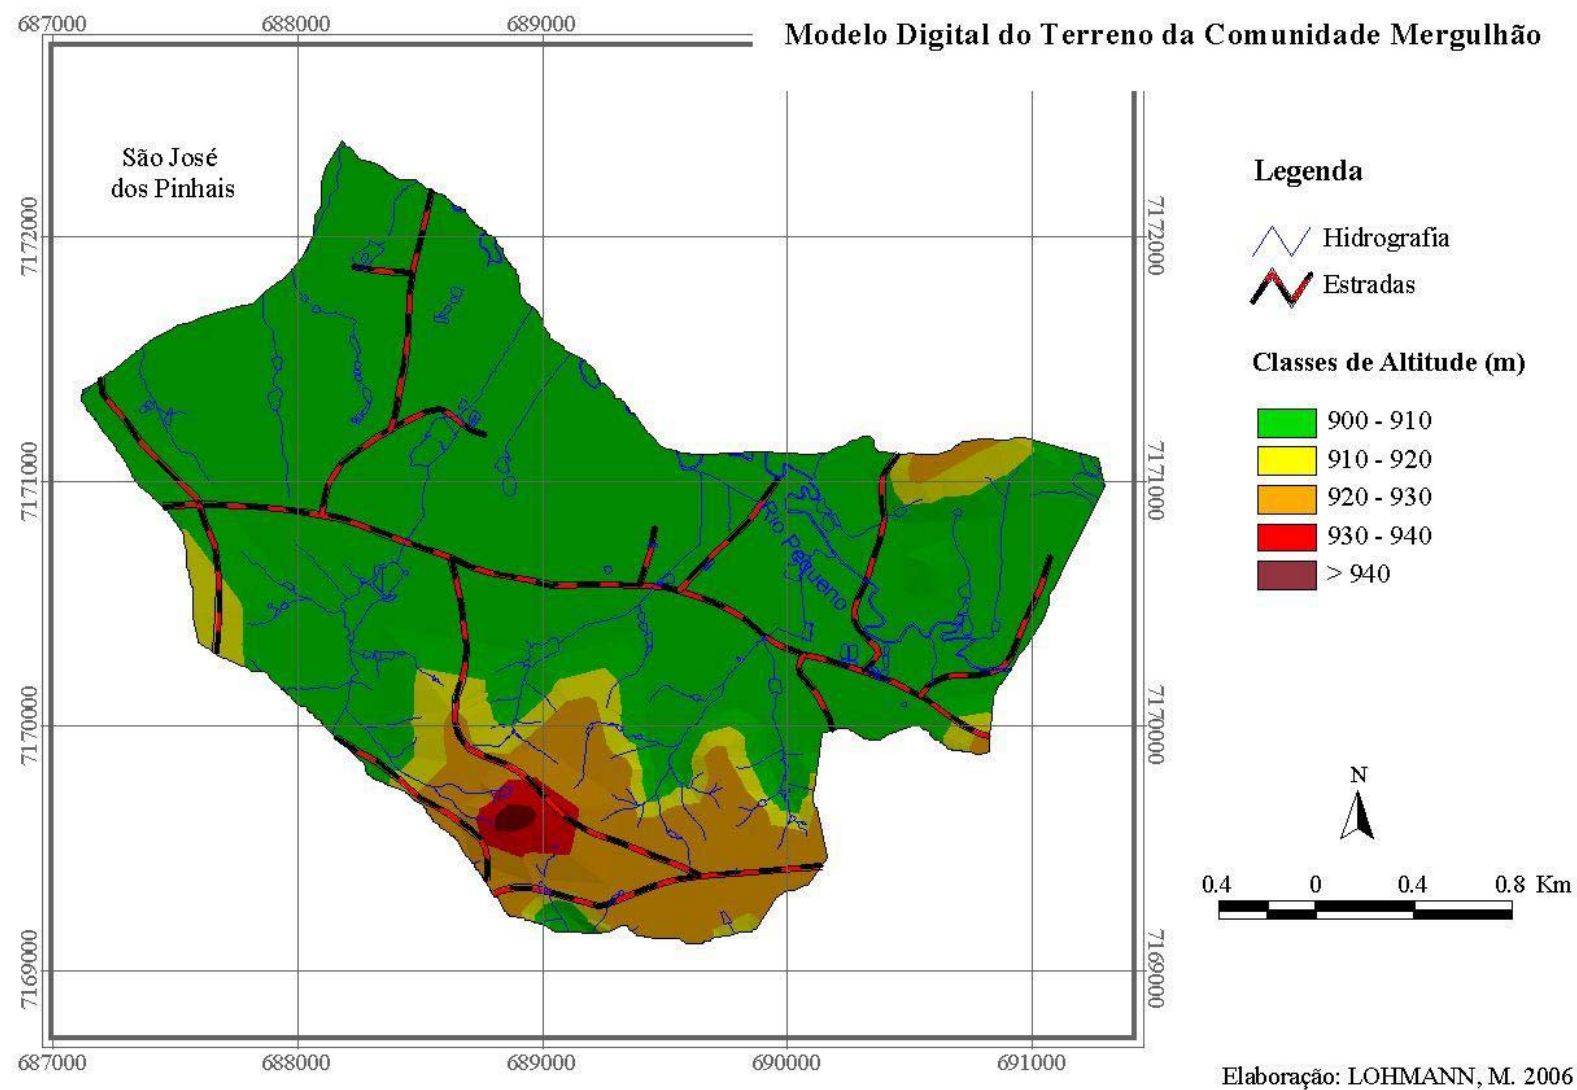 687000
688000
689000
Modelo Digital do Terreno da Comunidade Mergulhão
São José
dos Pinhais
7172000
7172000
7171000
7171000
7170000
7170000
7169000
7169000
Rio Pequeno
Legenda
Hidrografia
Estradas
Classes de Altitude (m)
900 - 910
910 - 920
920 - 930
930 - 940
> 940
N
0.4 0 0.4 0.8 Km
687000
688000
689000
690000
691000
Elaboração: LOHMANN, M. 2006